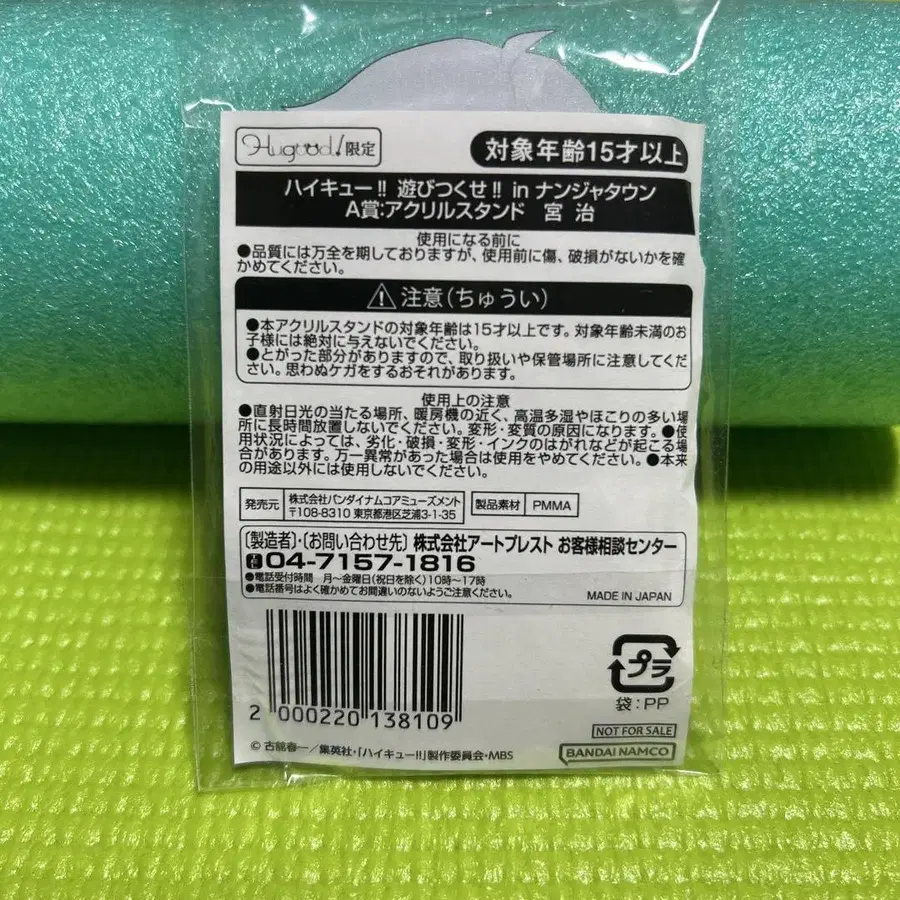 Hugood!限定
対象年齢15才以上
ハイキュー!! 遊びつくせ!! in ナンジャタウン
A賞:アクリルスタンド 宮 治
使用になる前に
●品質には万全を期しておりますが、使用前に傷、破損がないかを確
かめてください。
注意(ちゅうい)
●本アクリルスタンドの対象年齢は15才以上です。対象年齢未満のお
子様には絶対に与えないでください。
●とがった部分がありますので、取り扱いや保管場所に注意してくだ
さい。思わぬケガをするおそれがあります。
使用上の注意
●直射日光の当たる場所、暖房機の近く、高温多湿やほこりの多い場
所に長時間放置しないでください。変形・変質の原因になります。●使
用状況によっては、劣化・破損・変形・インクのはがれなどが起こる場
合があります。万一異常があった場合は使用をやめてください。●本来
の用途以外には使用しないでください。
発売元 株式会社バンダイナムコアミューズメント
〒108-8310 東京都港区芝浦3-1-35
製品素材 PMMA
〔製造者〕・〔お問い合わせ先〕 株式会社アートプレスト お客様相談センター
04-7157-1816
●電話受付時間 月~金曜日(祝日を除く)10時~17時
●電話番号はよく確かめてお間違いのないようご注意ください。
MADE IN JAPAN
2 000220 138109
プラ
袋:PP
NOT FOR SALE
© 古舘春一/集英社・「ハイキュー!!」製作委員会・MBS
BANDAI NAMCO